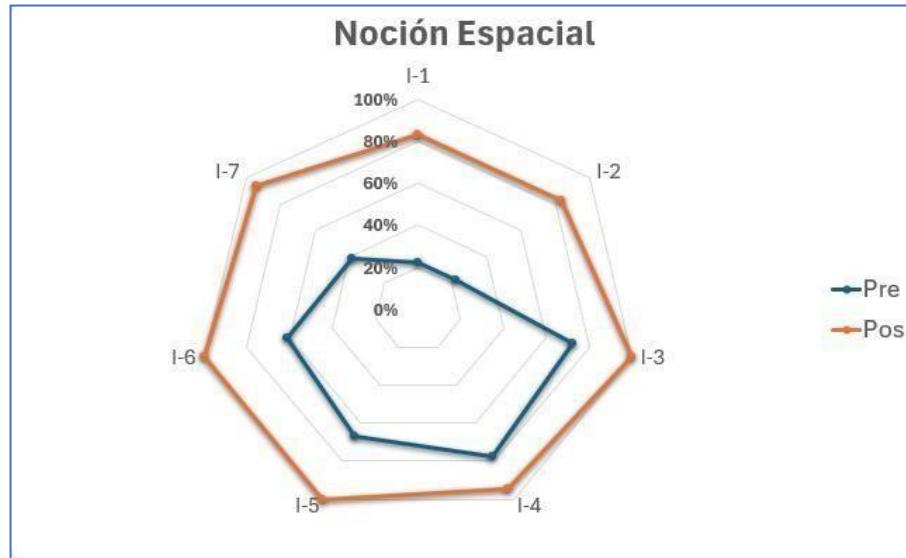 Noción Espacial
I-1
100%
80%
60%
40%
20%
0%
I-2
I-3
I-4
I-5
I-6
I-7
Pre
Pos